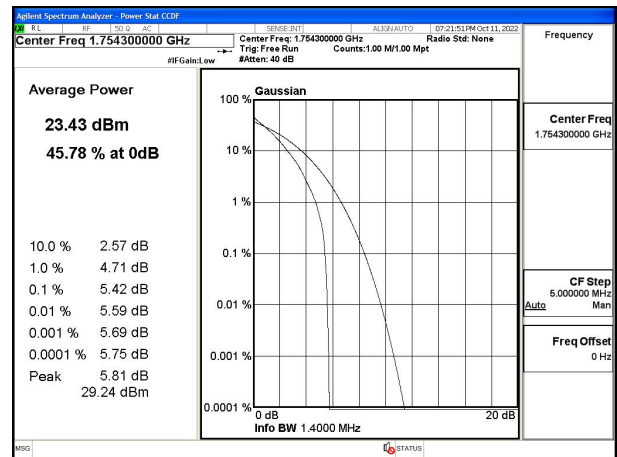 Agilent Spectrum Analyzer - Power Stat CCDF
RL RF 50 Ω AC SENSE:INT ALIGN AUTO 07:21:51 PM Oct 11, 2022
Center Freq 1.754300000 GHz
Center Freq: 1.754300000 GHz Radio Std: None
Trig: Free Run Counts:1.00 M/1.00 Mpt
#IFGain:Low #Atten: 40 dB
Frequency
Average Power
23.43 dBm
45.78 % at 0dB
10.0 % 2.57 dB
1.0 % 4.71 dB
0.1 % 5.42 dB
0.01 % 5.59 dB
0.001 % 5.69 dB
0.0001 % 5.75 dB
Peak 5.81 dB
29.24 dBm
Gaussian
100 %
10 %
1 %
0.1 %
0.01 %
0.001 %
0.0001 %
0 dB 20 dB
Info BW 1.4000 MHz
Center Freq
1.754300000 GHz
CF Step
5.000000 MHz
Auto Man
Freq Offset
0 Hz
MSG STATUS